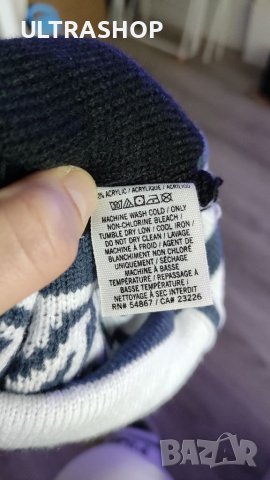 ULTRASHOP
% ACRYLIC / ACRYLIQUE / ACRILICO
MACHINE WASH COLD / ONLY
NON-CHLORINE BLEACH /
TUMBLE DRY LOW / COOL IRON /
DO NOT DRY CLEAN / LAVAGE
MACHINE À FROID / AGENT DE
BLANCHIMENT NON CHLORÉ
UNIQUEMENT / SÉCHAGE
MACHINE À BASSE
TEMPÉRATURE / REPASSAGE À
BASSE TEMPÉRATURE /
NETTOYAGE À SEC INTERDIT
RN# 54867 / CA# 23226
bazar